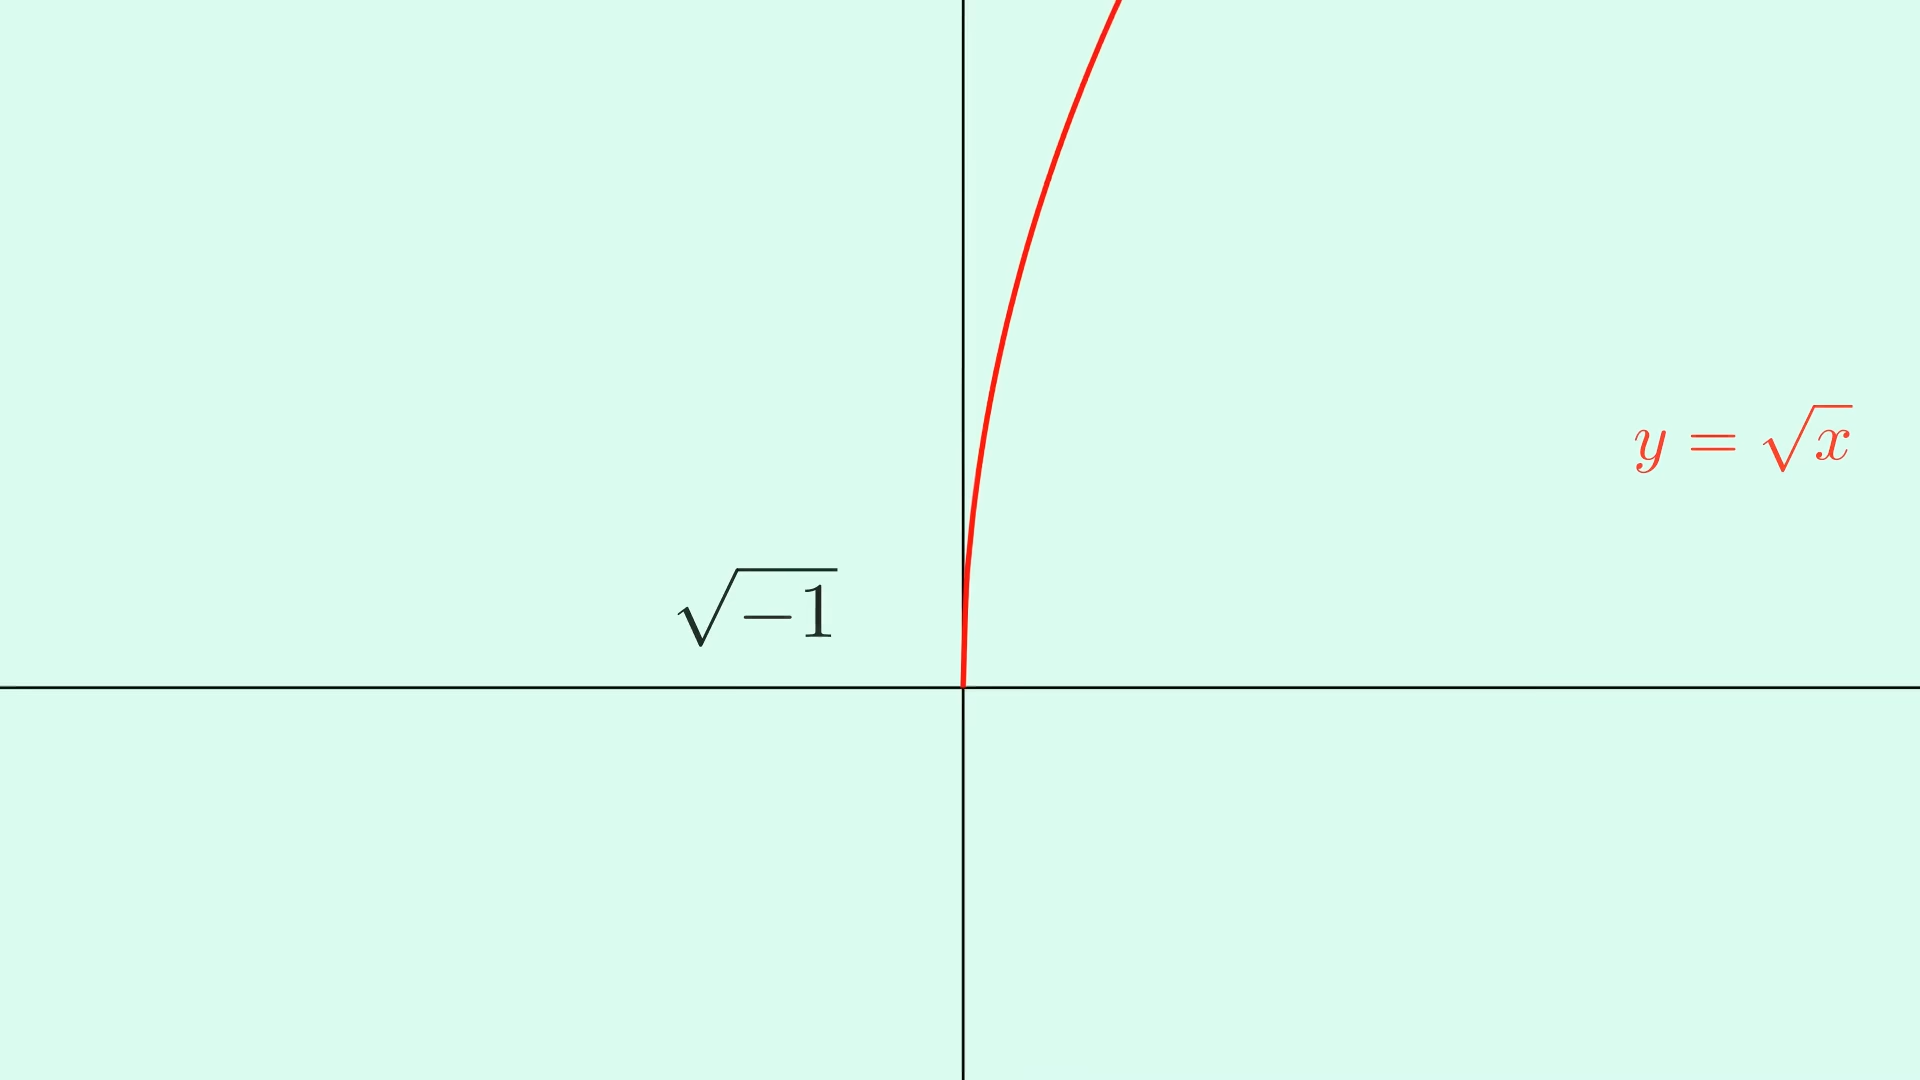 y = √x
√−1